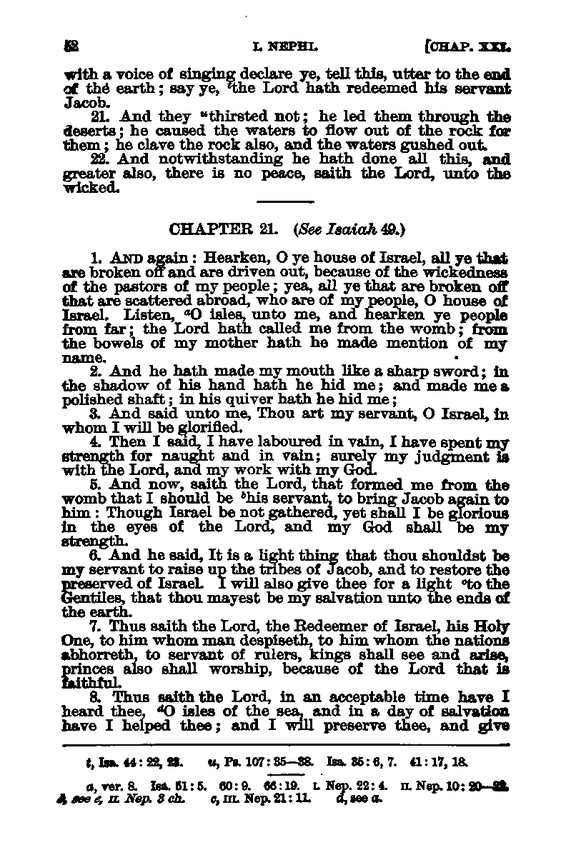 52 I. NEPHI. [CHAP. XXI.
with a voice of singing declare ye, tell this, utter to the end
of the earth; say ye, ᵗthe Lord hath redeemed his servant
Jacob.
21. And they ᵘthirsted not; he led them through the
deserts; he caused the waters to flow out of the rock for
them; he clave the rock also, and the waters gushed out.
22. And notwithstanding he hath done all this, and
greater also, there is no peace, saith the Lord, unto the
wicked.
CHAPTER 21. (See Isaiah 49.)
1. AND again: Hearken, O ye house of Israel, all ye that
are broken off and are driven out, because of the wickedness
of the pastors of my people; yea, all ye that are broken off
that are scattered abroad, who are of my people, O house of
Israel. Listen, ᵃO isles, unto me, and hearken ye people
from far; the Lord hath called me from the womb; from
the bowels of my mother hath he made mention of my
name.
2. And he hath made my mouth like a sharp sword; in
the shadow of his hand hath he hid me; and made me a
polished shaft; in his quiver hath he hid me;
3. And said unto me, Thou art my servant, O Israel, in
whom I will be glorified.
4. Then I said, I have laboured in vain, I have spent my
strength for naught and in vain; surely my judgment is
with the Lord, and my work with my God.
5. And now, saith the Lord, that formed me from the
womb that I should be ᵇhis servant, to bring Jacob again to
him: Though Israel be not gathered, yet shall I be glorious
in the eyes of the Lord, and my God shall be my
strength.
6. And he said, It is a light thing that thou shouldst be
my servant to raise up the tribes of Jacob, and to restore the
preserved of Israel. I will also give thee for a light ᶜto the
Gentiles, that thou mayest be my salvation unto the ends of
the earth.
7. Thus saith the Lord, the Redeemer of Israel, his Holy
One, to him whom man despiseth, to him whom the nations
abhorreth, to servant of rulers, kings shall see and arise,
princes also shall worship, because of the Lord that is
faithful.
8. Thus saith the Lord, in an acceptable time have I
heard thee, ᵈO isles of the sea, and in a day of salvation
have I helped thee; and I will preserve thee, and give
t, Isa. 44:22, 23. u, Ps. 107:35—38. Isa. 35:6, 7. 41:17, 18.
a, ver. 8. Isa. 51:5. 60:9. 66:19. I. Nep. 22:4. II. Nep. 10:20—22.
b, see c, II. Nep. 3 ch. c, III. Nep. 21:11. d, see a.